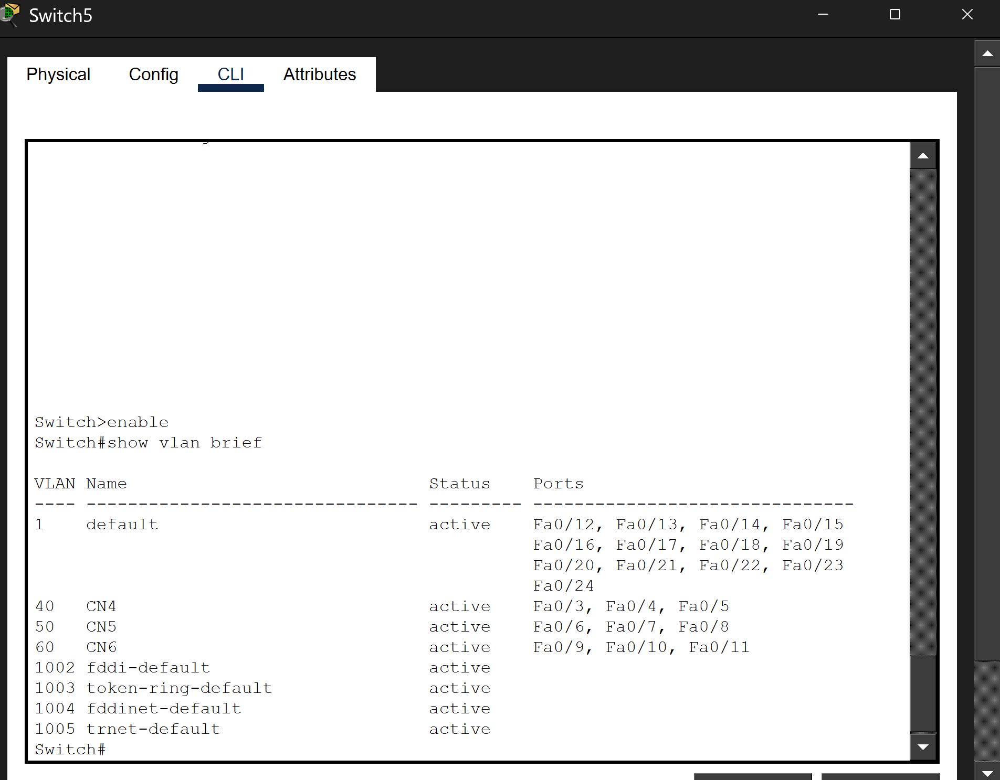 Switch5
Physical Config CLI Attributes
Switch>enable
Switch#show vlan brief
VLAN Name Status Ports
---- -------------------------------- --------- -------------------------------
1 default active Fa0/12, Fa0/13, Fa0/14, Fa0/15
Fa0/16, Fa0/17, Fa0/18, Fa0/19
Fa0/20, Fa0/21, Fa0/22, Fa0/23
Fa0/24
40 CN4 active Fa0/3, Fa0/4, Fa0/5
50 CN5 active Fa0/6, Fa0/7, Fa0/8
60 CN6 active Fa0/9, Fa0/10, Fa0/11
1002 fddi-default active
1003 token-ring-default active
1004 fddinet-default active
1005 trnet-default active
Switch#